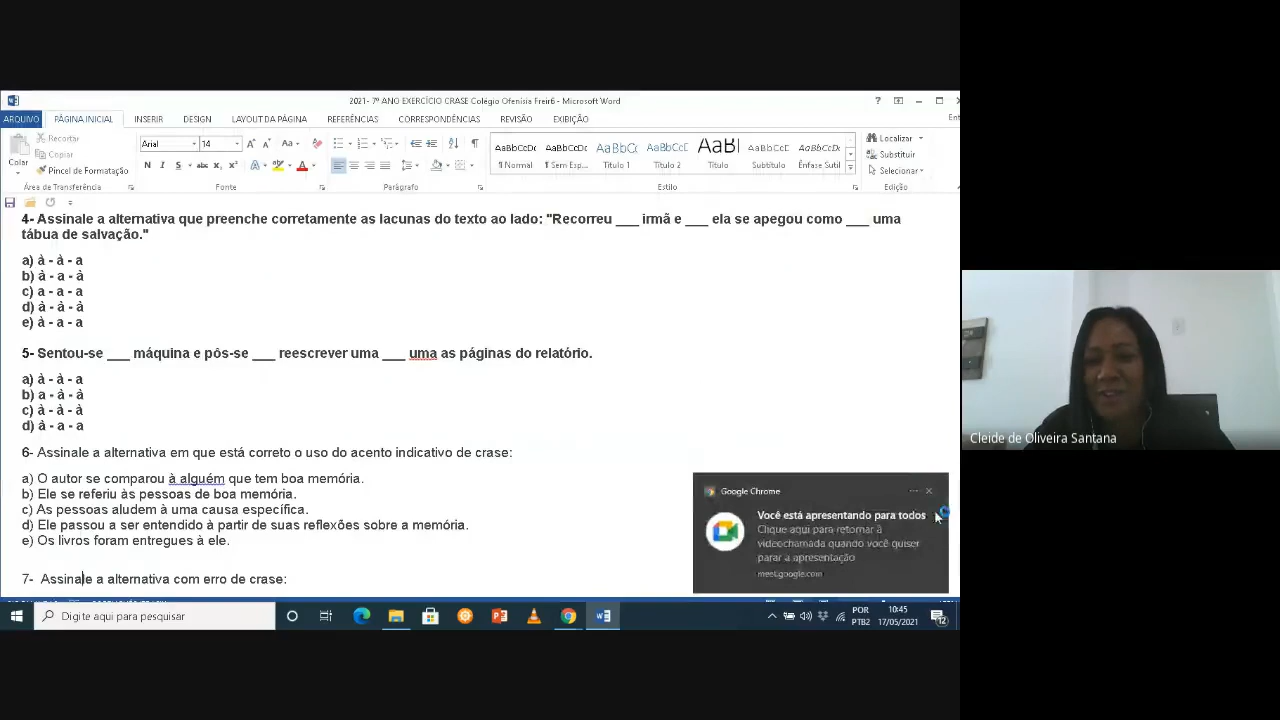 2021- 7º ANO EXERCÍCIO CRASE Colégio Ofenísia Freir6 - Microsoft Word
ARQUIVO PÁGINA INICIAL INSERIR DESIGN LAYOUT DA PÁGINA REFERÊNCIAS CORRESPONDÊNCIAS REVISÃO EXIBIÇÃO
Ent
Colar
Recortar
Copiar
Pincel de Formatação
Área de Transferência
Arial 14
N I S abc x₂ x²
Fonte
Parágrafo
AaBbCcDc AaBbCcDc AaBbC AaBbCc AaBI AaBbCcD AaBbCcDc
¶ Normal ¶ Sem Esp... Título 1 Título 2 Título Subtítulo Ênfase Sutil
Estilo
Localizar
Substituir
Selecionar
Edição
4- Assinale a alternativa que preenche corretamente as lacunas do texto ao lado: "Recorreu ___ irmã e ___ ela se apegou como ___ uma
tábua de salvação."
a) à - à - a
b) à - a - à
c) a - a - a
d) à - à - à
e) à - a - a
5- Sentou-se ___ máquina e pôs-se ___ reescrever uma ___ uma as páginas do relatório.
a) à - à - a
b) a - à - à
c) à - à - à
d) à - a - a
6- Assinale a alternativa em que está correto o uso do acento indicativo de crase:
a) O autor se comparou à alguém que tem boa memória.
b) Ele se referiu às pessoas de boa memória.
c) As pessoas aludem à uma causa específica.
d) Ele passou a ser entendido à partir de suas reflexões sobre a memória.
e) Os livros foram entregues à ele.
7- Assinale a alternativa com erro de crase:
Google Chrome
Você está apresentando para todos
Clique aqui para retornar à
videochamada quando você quiser
parar a apresentação
meet.google.com
Digite aqui para pesquisar
POR
PTB2
10:45
17/05/2021
12
Cleide de Oliveira Santana